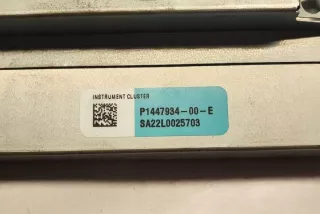 INSTRUMENT CLUSTER
P1447934-00-E
SA22L0025703